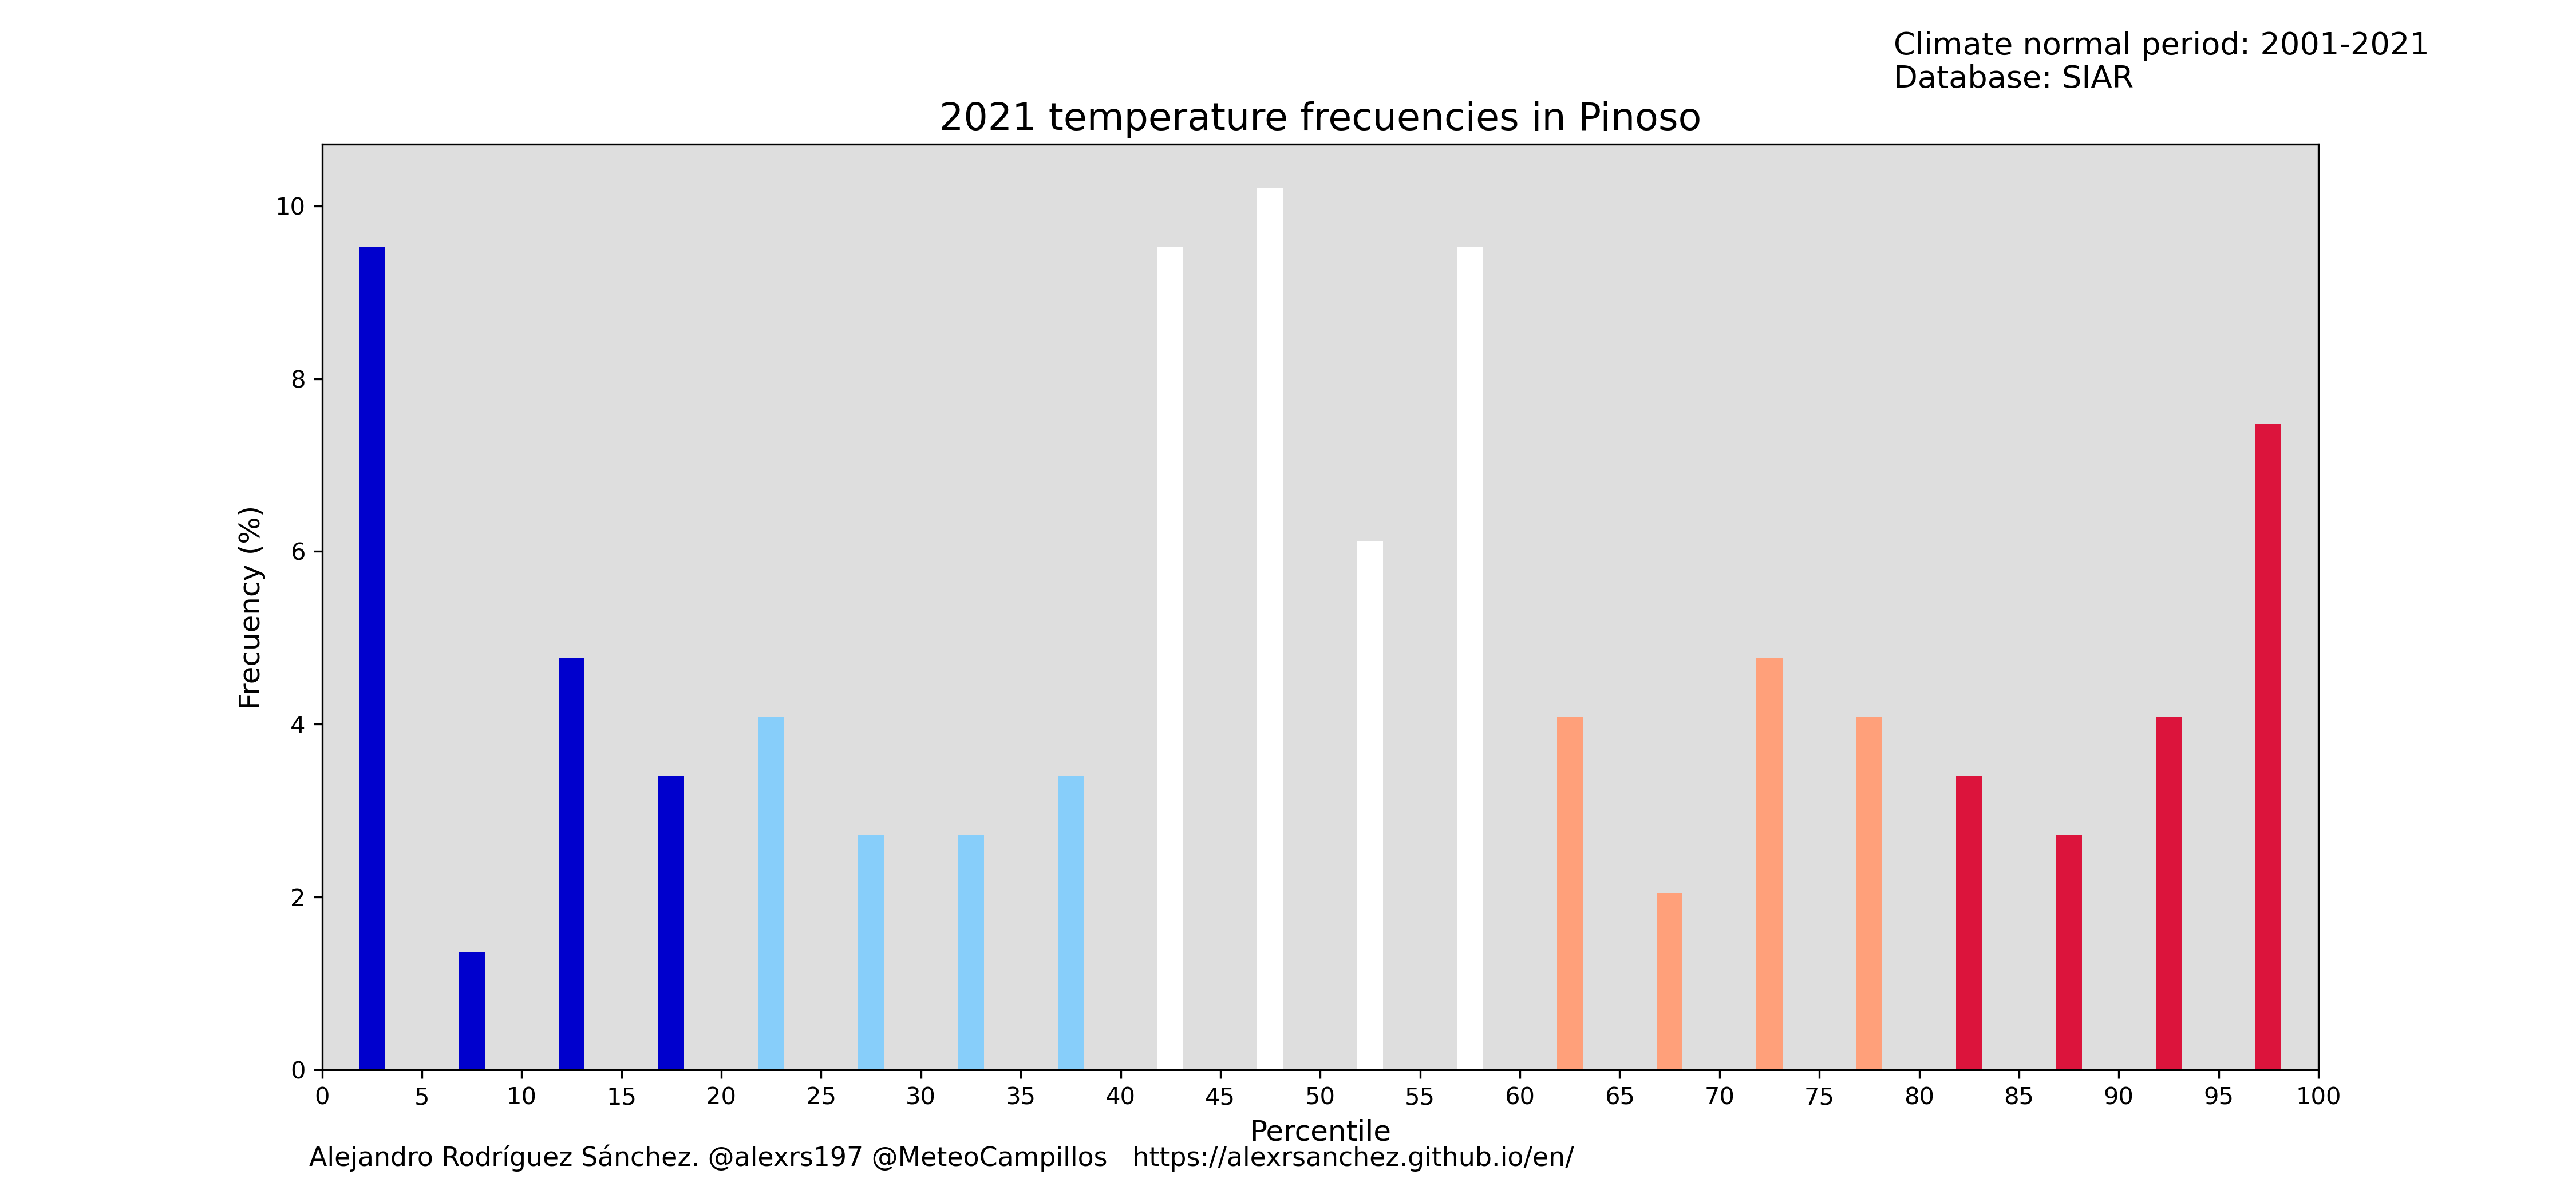 Climate normal period: 2001-2021
Database: SIAR
2021 temperature frecuencies in Pinoso
Frecuency (%)
10
8
6
4
2
0
0 5 10 15 20 25 30 35 40 45 50 55 60 65 70 75 80 85 90 95 100
Percentile
Alejandro Rodríguez Sánchez. @alexrs197 @MeteoCampillos https://alexrsanchez.github.io/en/